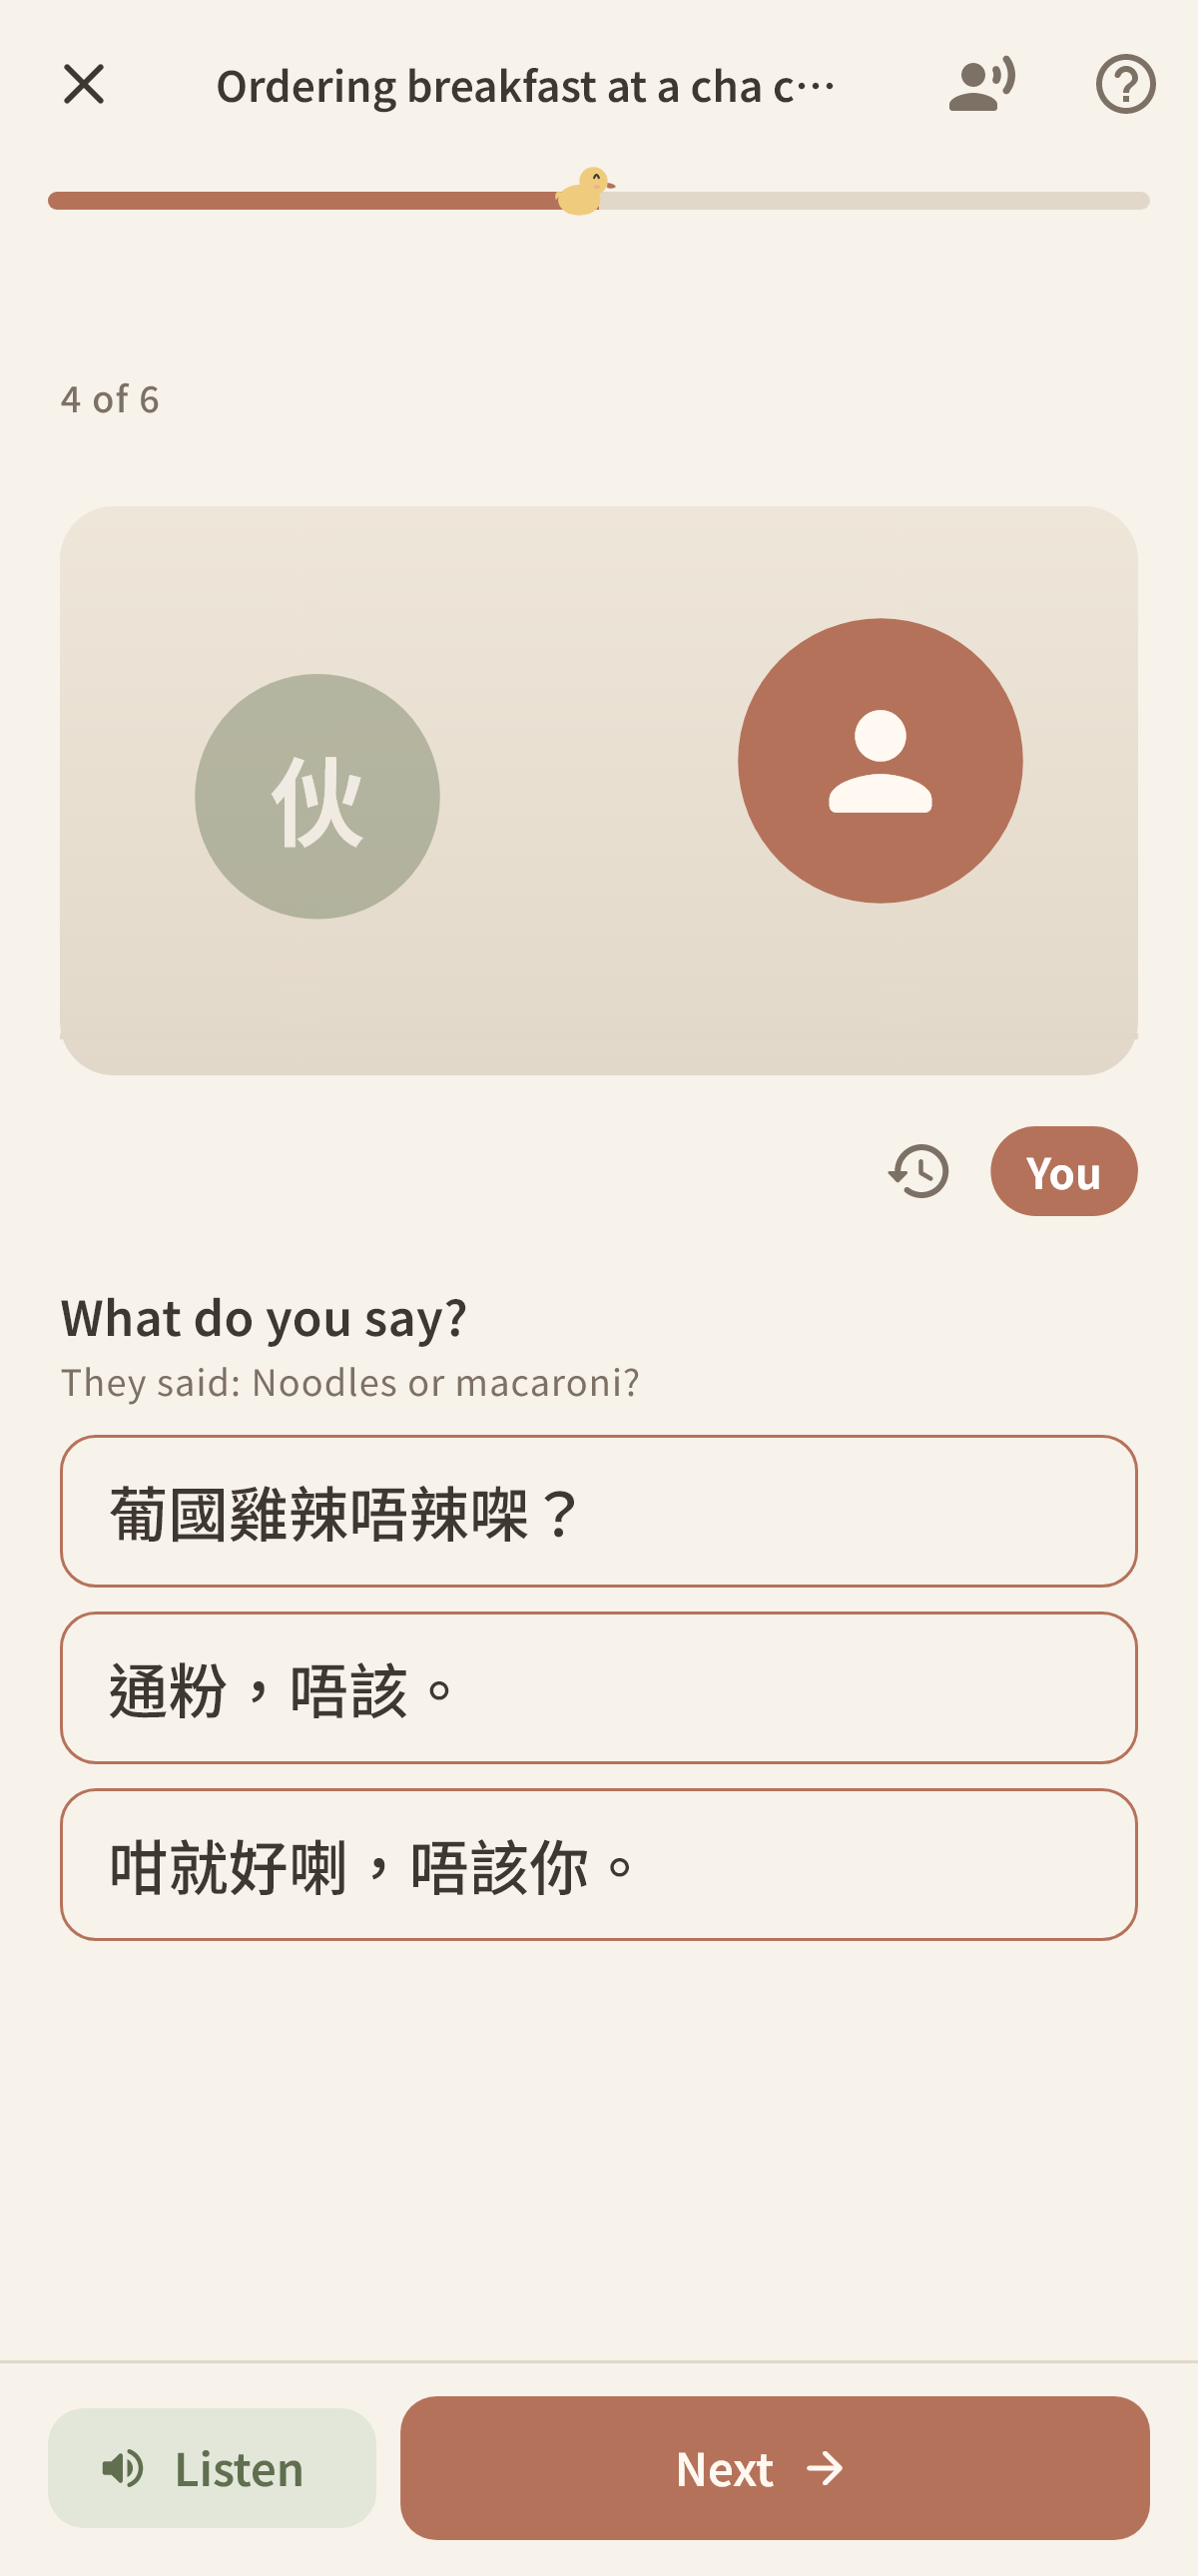 Ordering breakfast at a cha c…
4 of 6
伙
You
What do you say?
They said: Noodles or macaroni?
葡國雞辣唔辣㗎？
通粉，唔該。
咁就好喇，唔該你。
Listen
Next